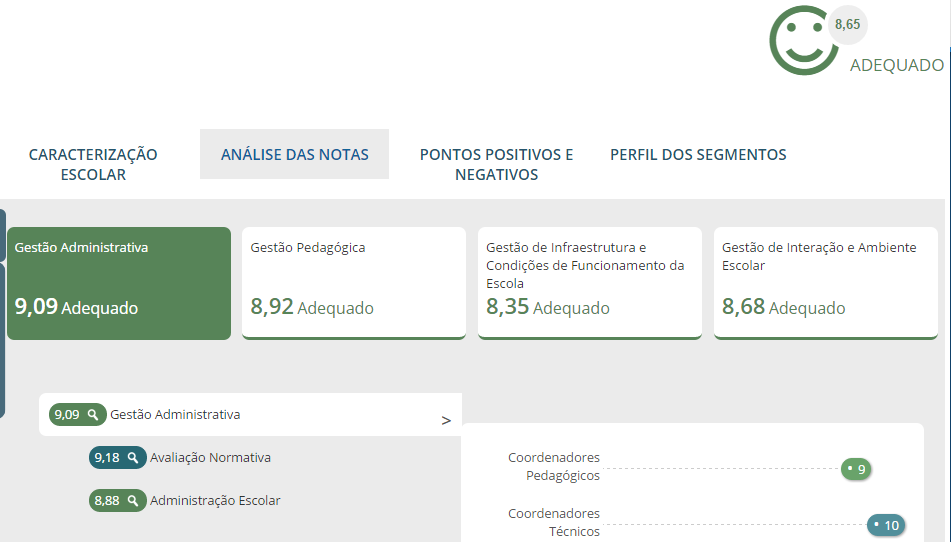 8,65
ADEQUADO
CARACTERIZAÇÃO
ESCOLAR
ANÁLISE DAS NOTAS
PONTOS POSITIVOS E
NEGATIVOS
PERFIL DOS SEGMENTOS
Gestão Administrativa
9,09 Adequado
Gestão Pedagógica
8,92 Adequado
Gestão de Infraestrutura e
Condições de Funcionamento da
Escola
8,35 Adequado
Gestão de Interação e Ambiente
Escolar
8,68 Adequado
9,09 Gestão Administrativa >
9,18 Avaliação Normativa
8,88 Administração Escolar
Coordenadores
Pedagógicos
9
Coordenadores
Técnicos
10